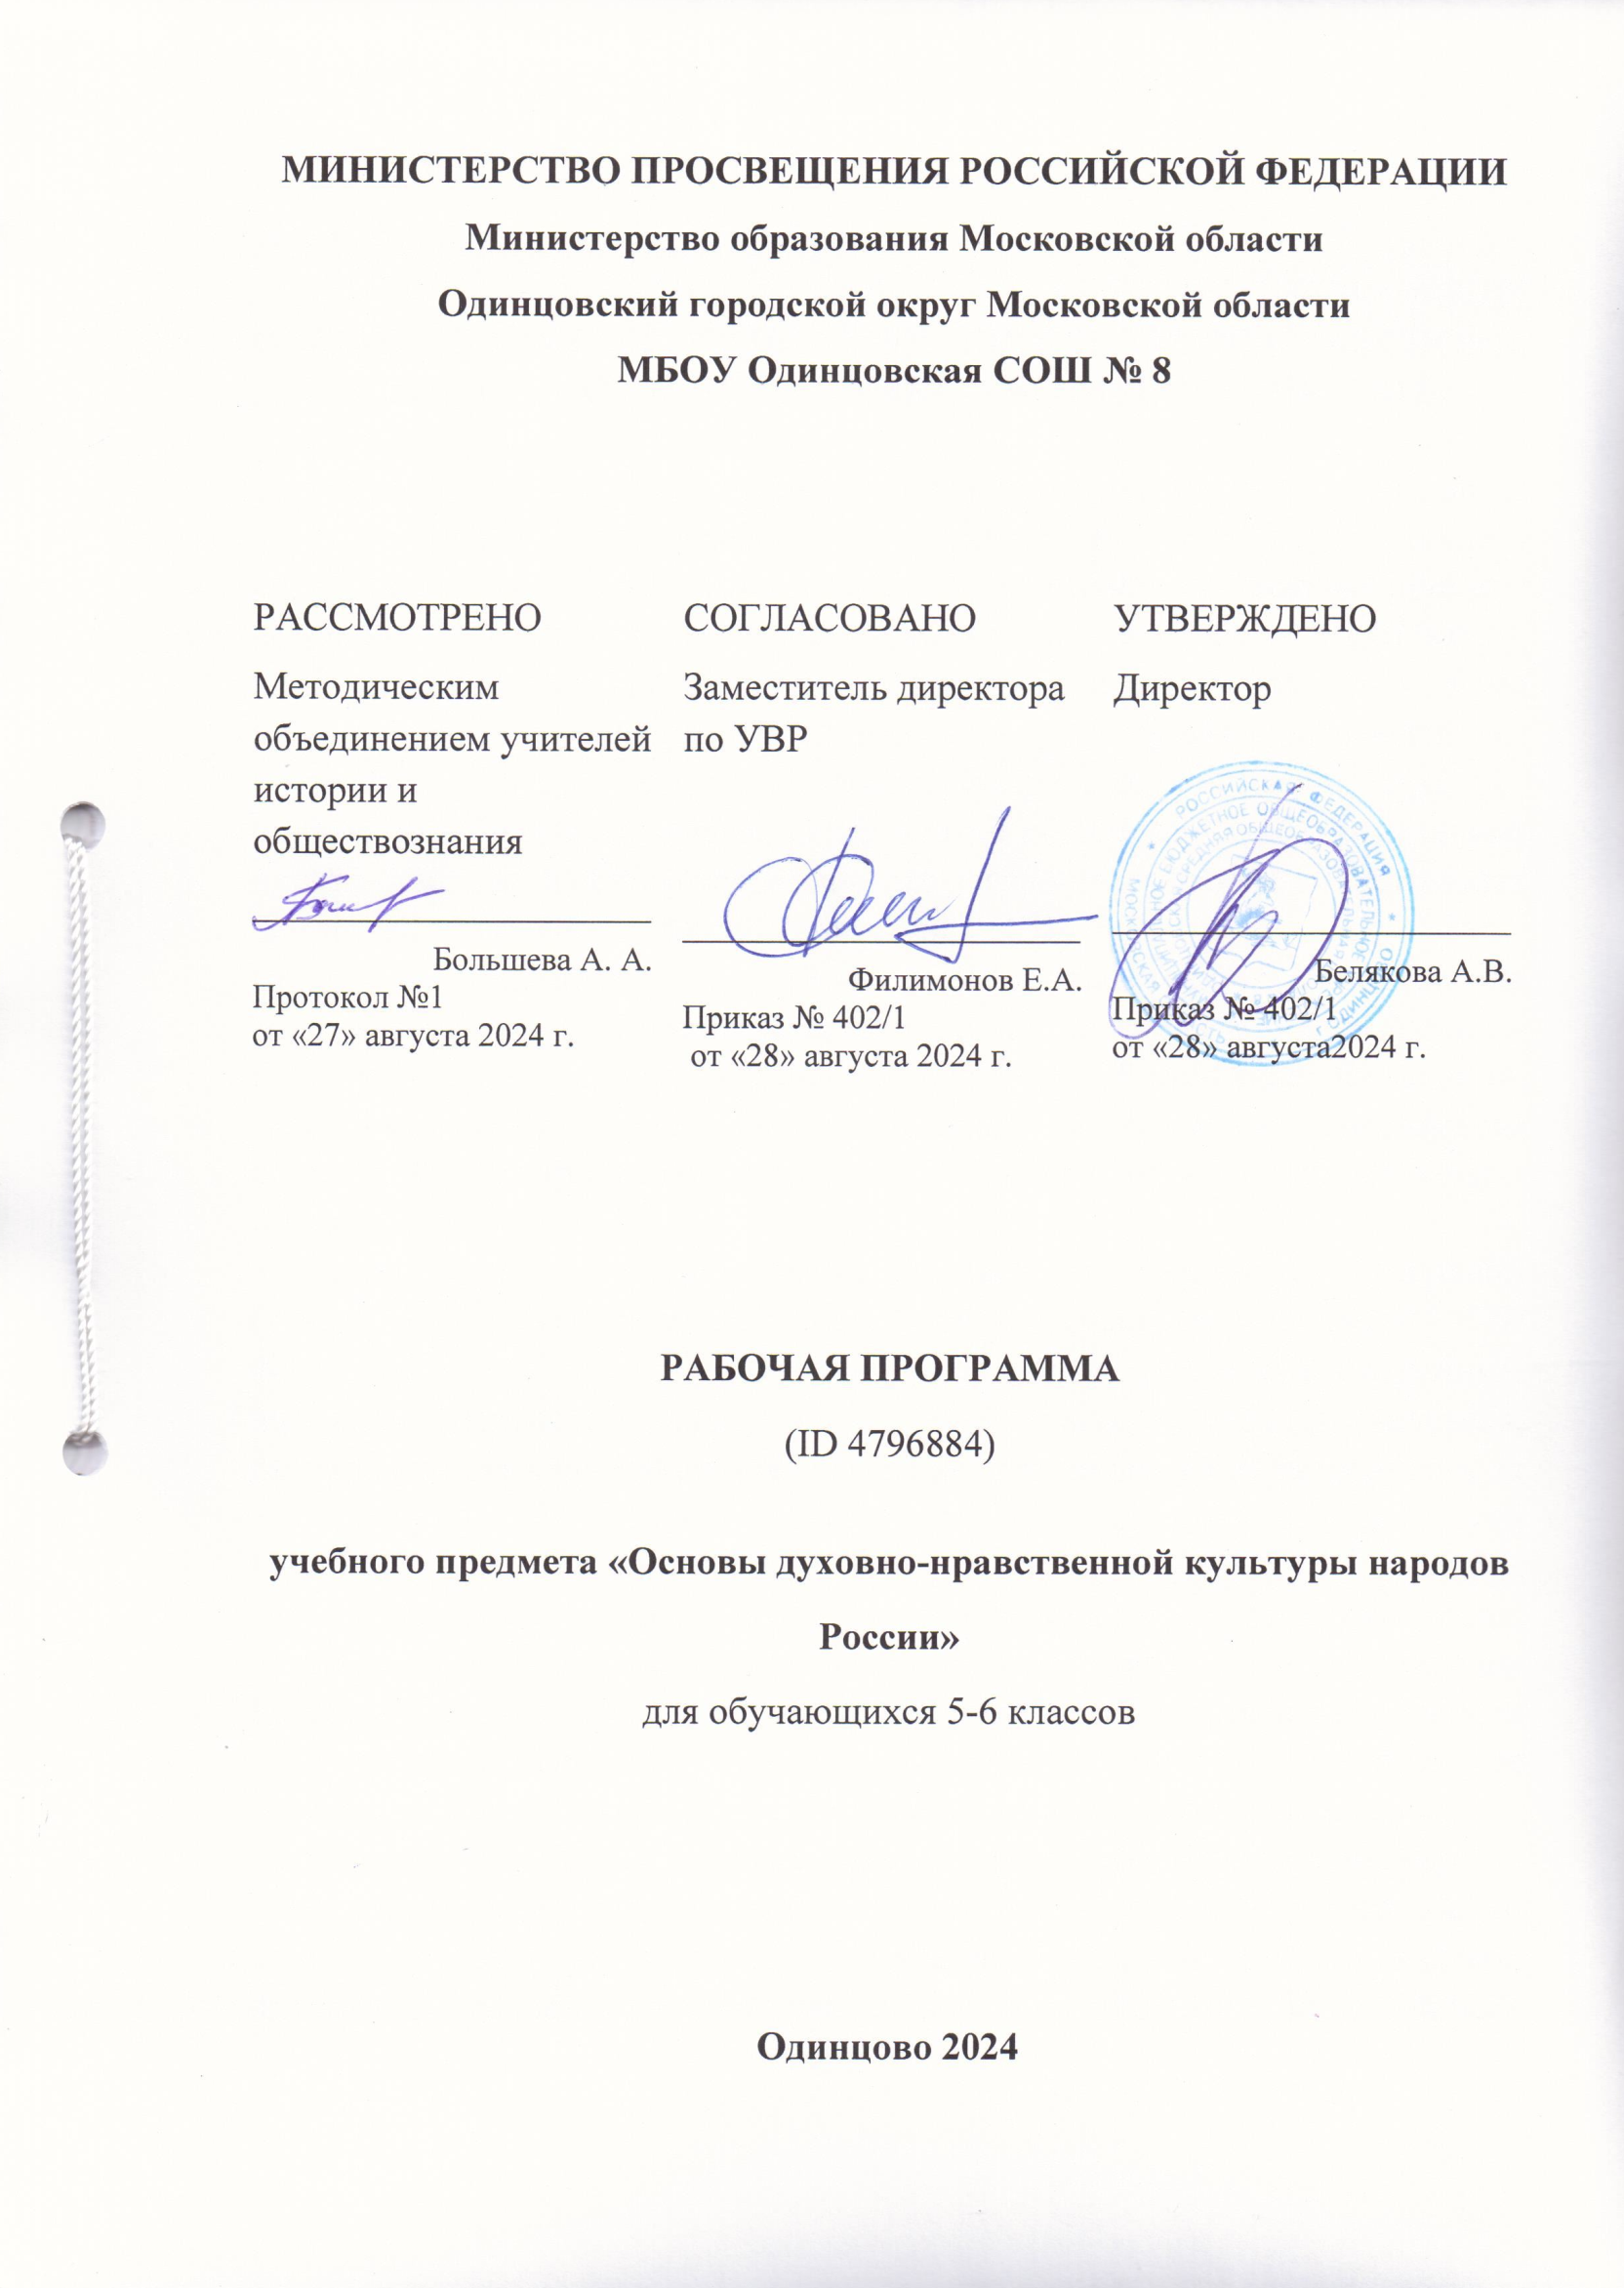 МИНИСТЕРСТВО ПРОСВЕЩЕНИЯ РОССИЙСКОЙ ФЕДЕРАЦИИ
Министерство образования Московской области
Одинцовский городской округ Московской области
МБОУ Одинцовская СОШ № 8
РАССМОТРЕНО
Методическим
объединением учителей
истории и
обществознания
Большева А. А.
Протокол №1
от «27» августа 2024 г.
СОГЛАСОВАНО
Заместитель директора
по УВР
Филимонов Е.А.
Приказ № 402/1
от «28» августа 2024 г.
УТВЕРЖДЕНО
Директор
РОССИЙСКАЯ ФЕДЕРАЦИЯ
Г. ОДИНЦОВО
Белякова А.В.
Приказ № 402/1
от «28» августа2024 г.
РАБОЧАЯ ПРОГРАММА
(ID 4796884)
учебного предмета «Основы духовно-нравственной культуры народов
России»
для обучающихся 5-6 классов
Одинцово 2024